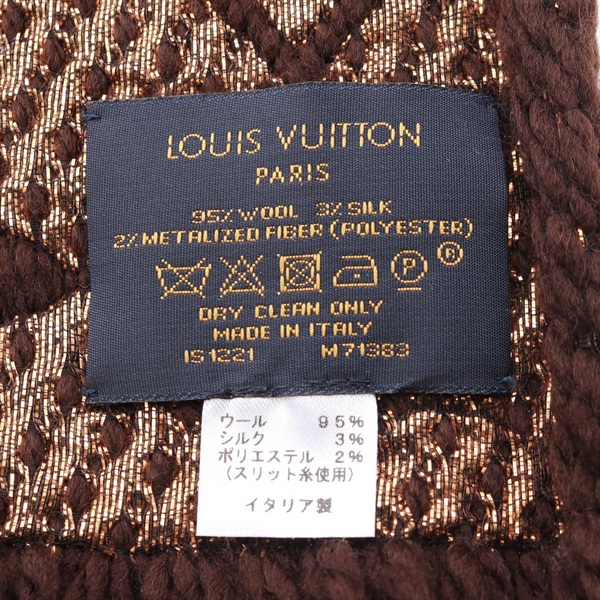 LOUIS VUITTON
PARIS
95% WOOL 3% SILK
2% METALIZED FIBER (POLYESTER)
P ®
DRY CLEAN ONLY
MADE IN ITALY
IS1221 M71383
ウール 95%
シルク 3%
ポリエステル 2%
(スリット糸使用)
イタリア製